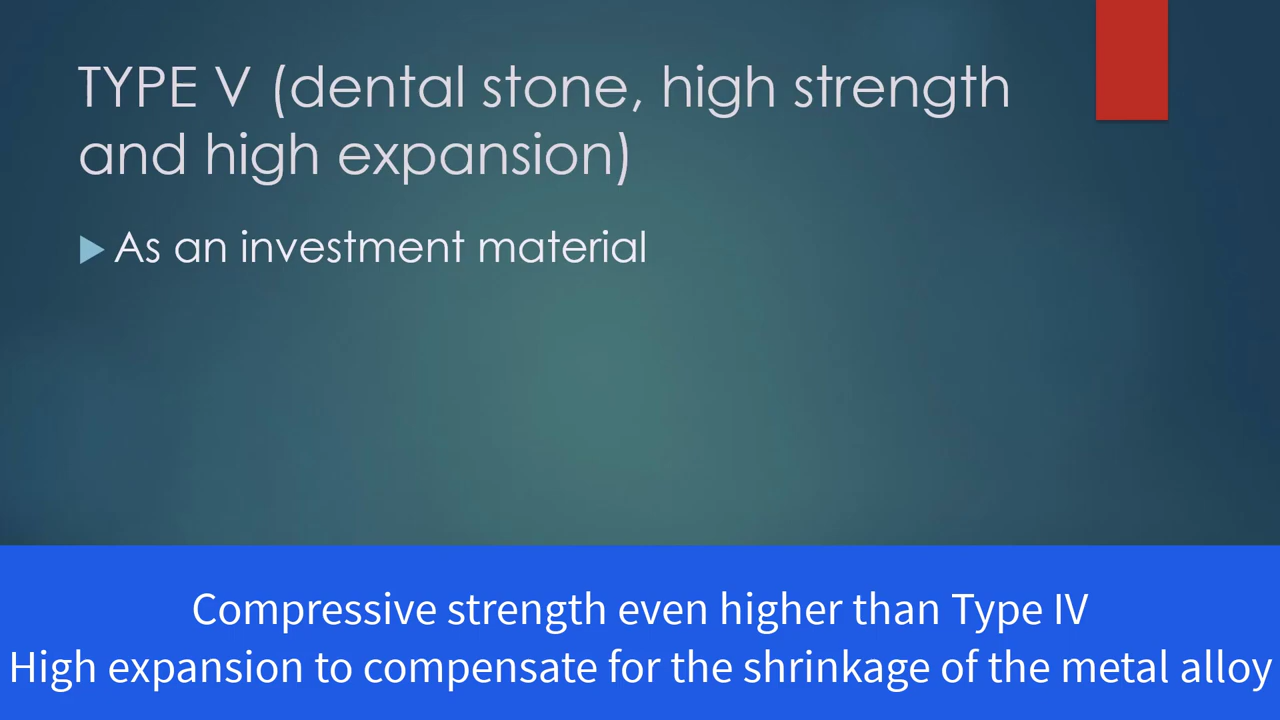 TYPE V (dental stone, high strength
and high expansion)
As an investment material
Compressive strength even higher than Type IV
High expansion to compensate for the shrinkage of the metal alloy